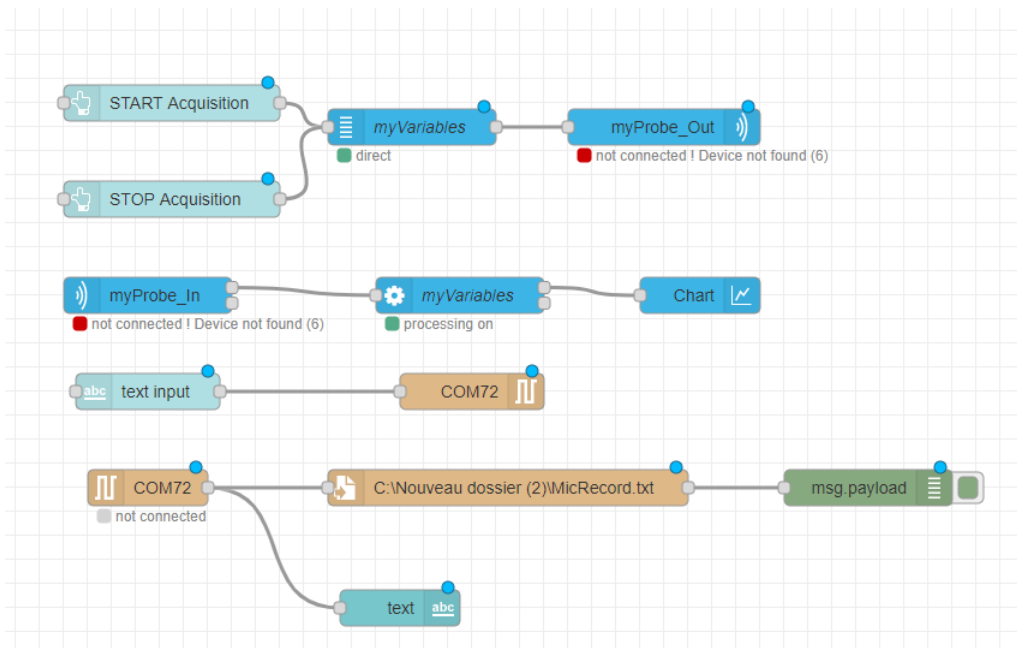 START Acquisition
myVariables
direct
myProbe_Out
not connected ! Device not found (6)
STOP Acquisition
myProbe_In
not connected ! Device not found (6)
myVariables
processing on
Chart
abc text input
COM72
COM72
not connected
C:\Nouveau dossier (2)\MicRecord.txt
msg.payload
text abc